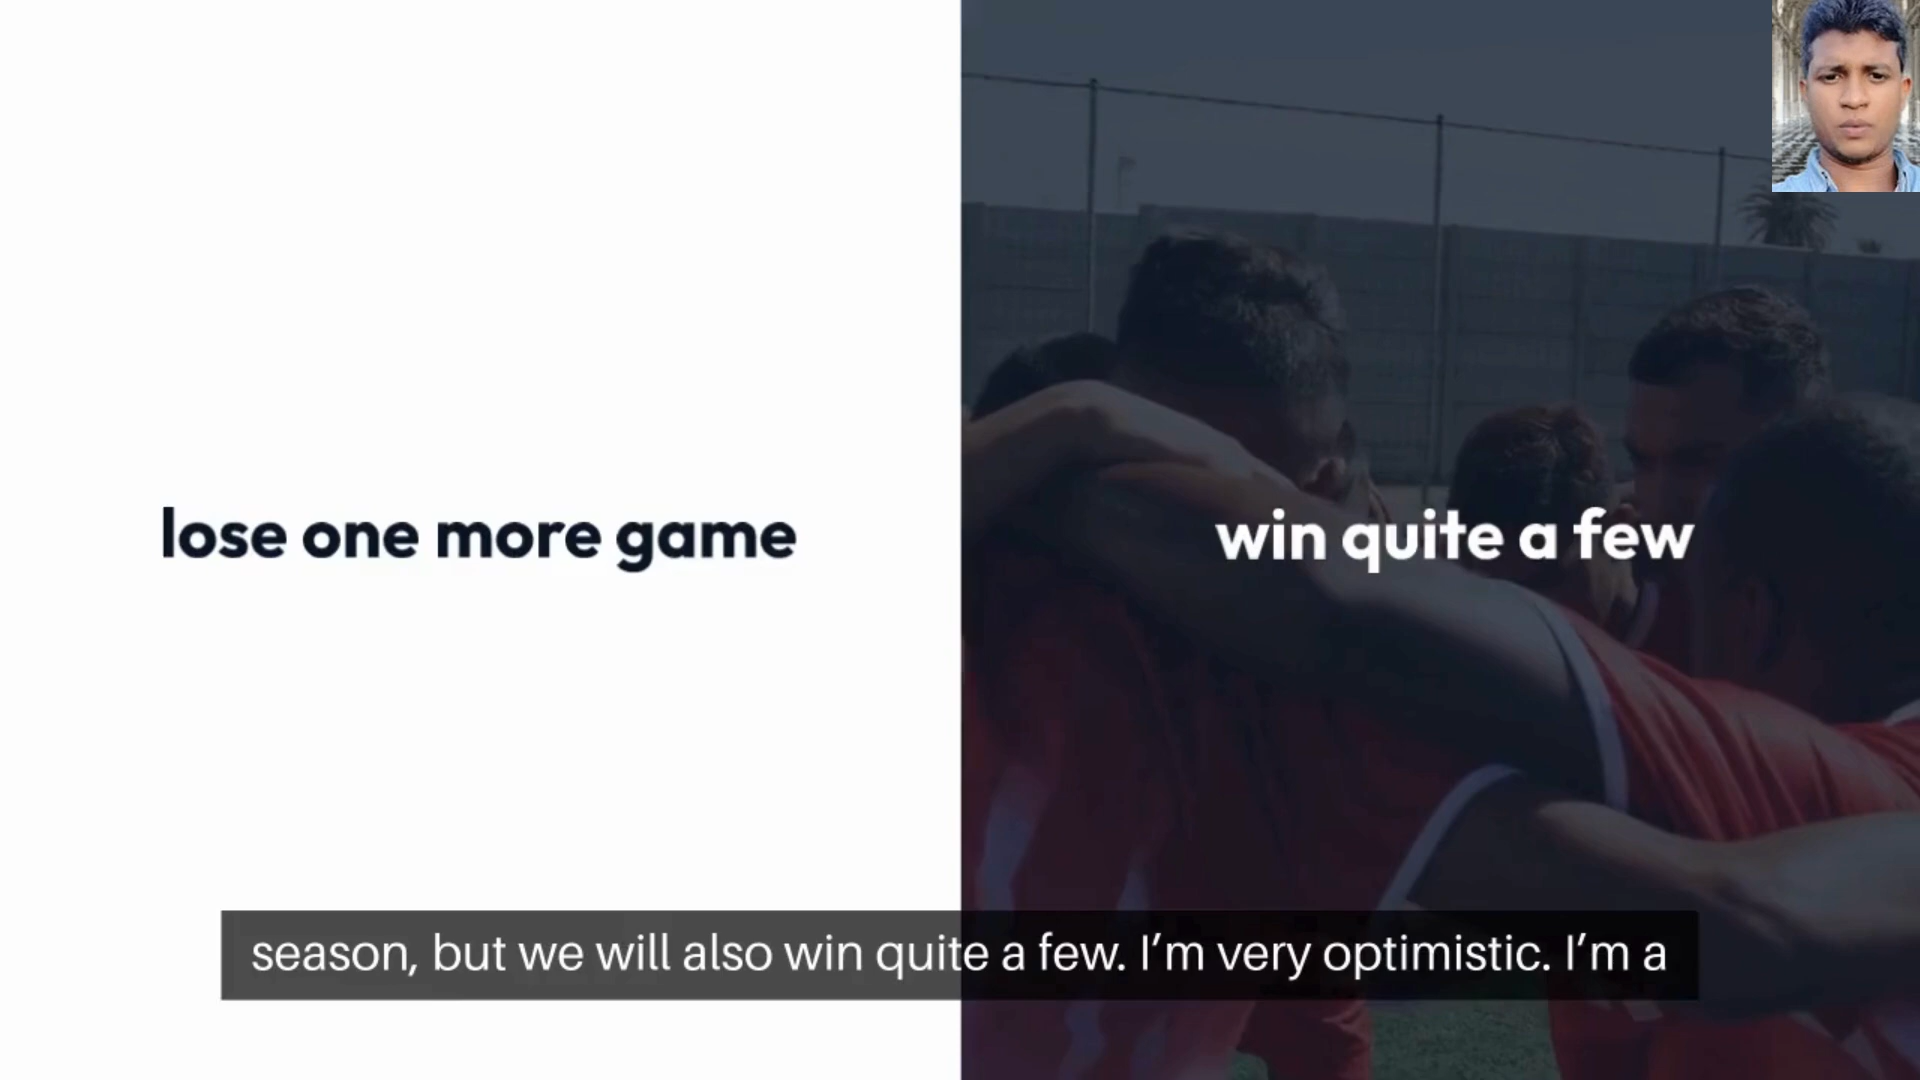 lose one more game
win quite a few
season, but we will also win quite a few. I’m very optimistic. I’m a